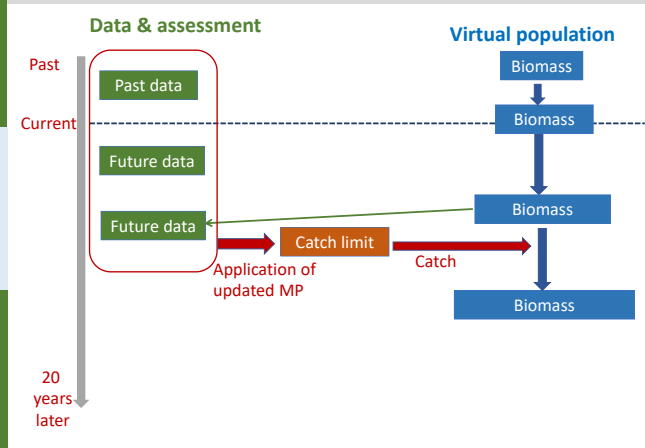 Data & assessment
Virtual population
Past
Biomass
Past data
Current
Biomass
Future data
Biomass
Future data
Catch limit
Application of
updated MP
Catch
Biomass
20
years
later